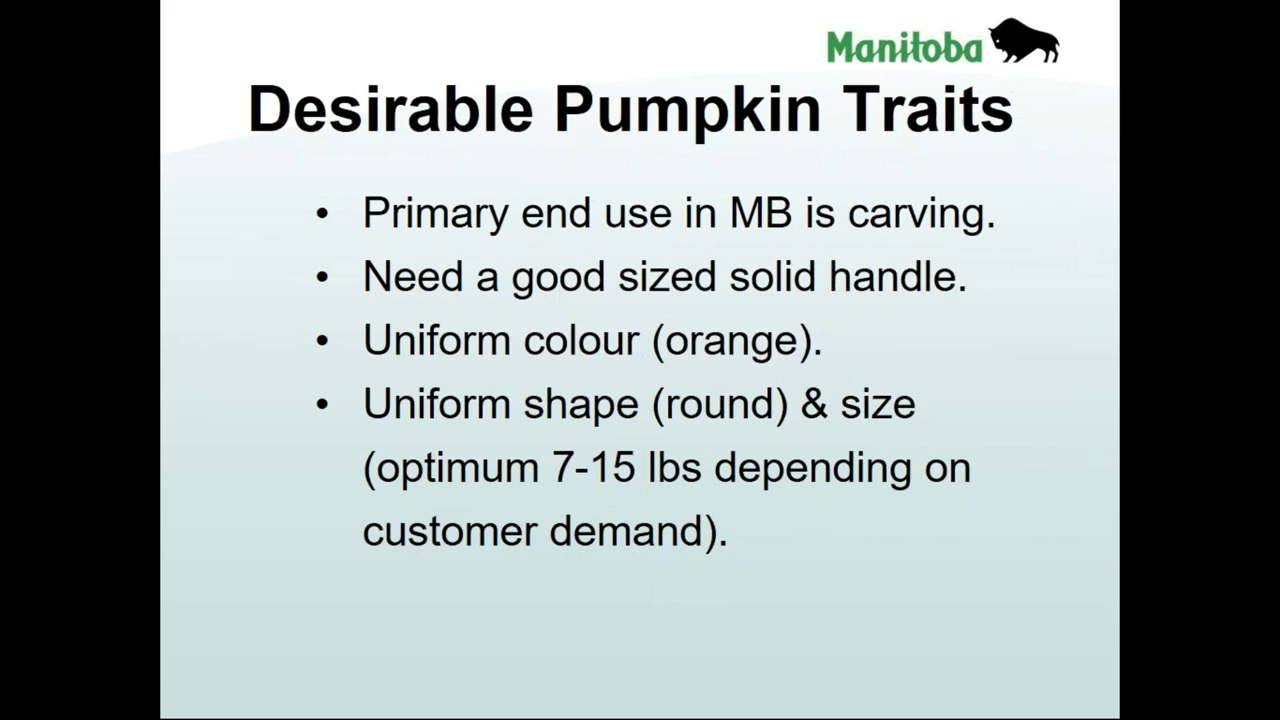 Manitoba
Desirable Pumpkin Traits
• Primary end use in MB is carving.
• Need a good sized solid handle.
• Uniform colour (orange).
• Uniform shape (round) & size
(optimum 7-15 lbs depending on
customer demand).